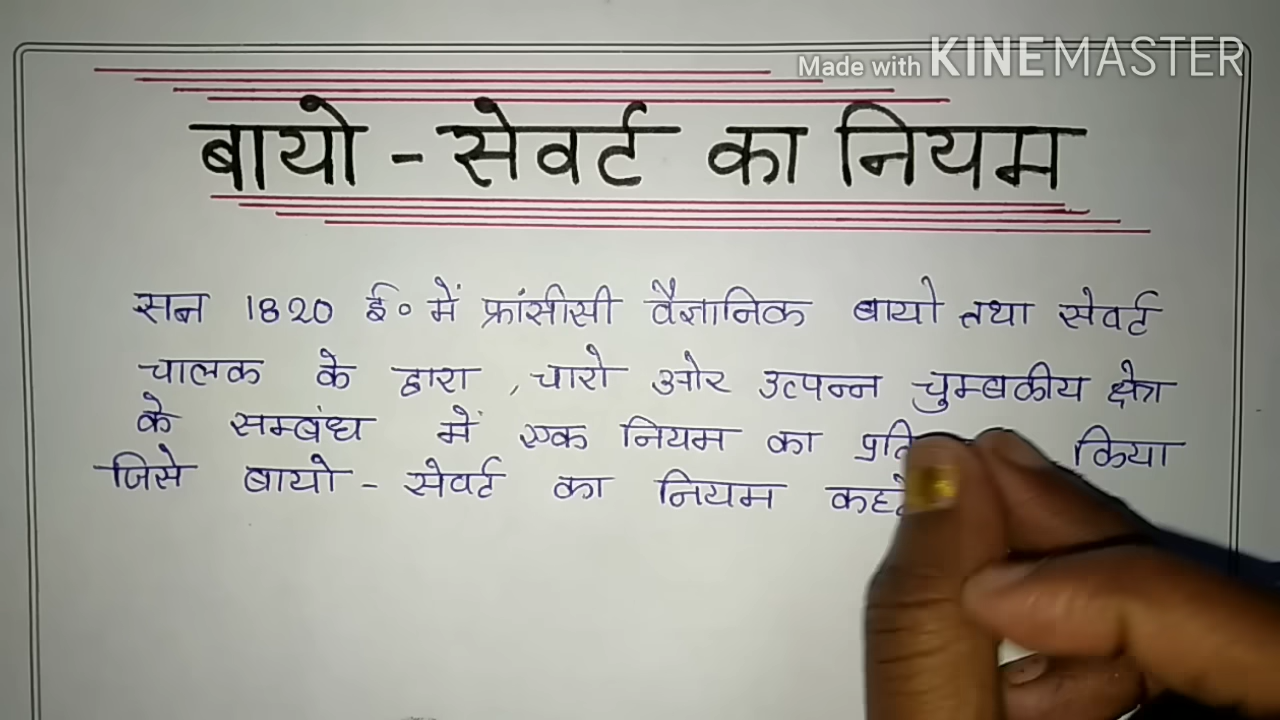 Made with KINEMASTER
बायो - सेवर्ट का नियम
सन 1820 ई० में फ्रांसीसी वैज्ञानिक बायो तथा सेवर्ट
चालक के द्वारा , चारो ओर उत्पन्न चुम्बकीय क्षेत्र
के सम्बंध में एक नियम का किया
जिसे बायो - सेवर्ट का नियम